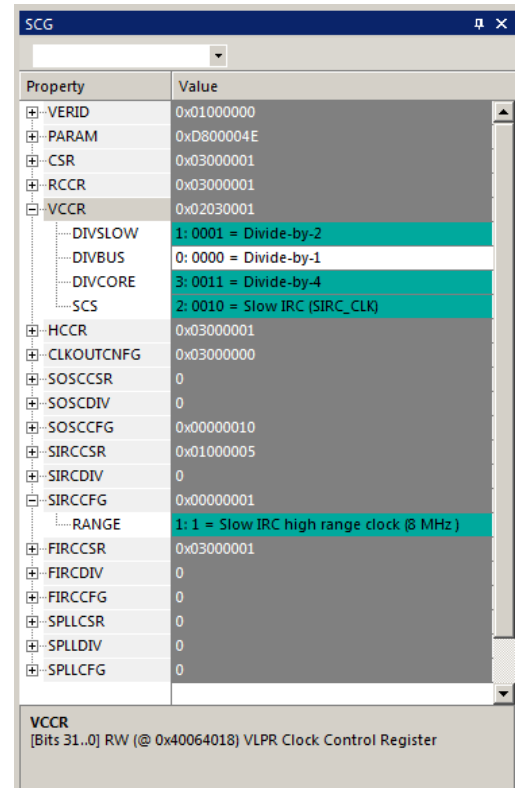 SCG
Property Value
VERID 0x01000000
PARAM 0xD800004E
CSR 0x03000001
RCCR 0x03000001
VCCR 0x02030001
DIVSLOW 1: 0001 = Divide-by-2
DIVBUS 0: 0000 = Divide-by-1
DIVCORE 3: 0011 = Divide-by-4
SCS 2: 0010 = Slow IRC (SIRC_CLK)
HCCR 0x03000001
CLKOUTCNFG 0x03000000
SOSCCSR 0
SOSCDIV 0
SOSCCFG 0x00000010
SIRCCSR 0x01000005
SIRCDIV 0
SIRCCFG 0x00000001
RANGE 1: 1 = Slow IRC high range clock (8 MHz )
FIRCCSR 0x03000001
FIRCDIV 0
FIRCCFG 0
SPLLCSR 0
SPLLDIV 0
SPLLCFG 0
VCCR
[Bits 31..0] RW (@ 0x40064018) VLPR Clock Control Register